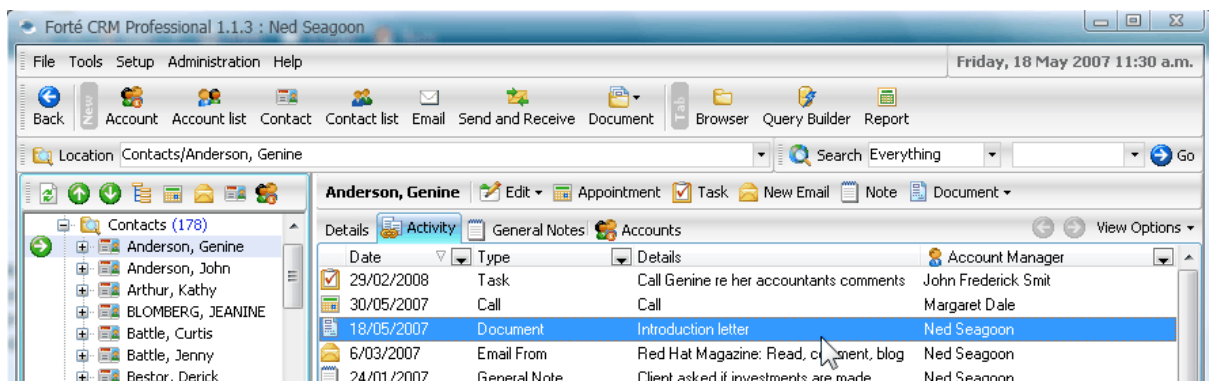 Forté CRM Professional 1.1.3 : Ned Seagoon
File Tools Setup Administration Help Friday, 18 May 2007 11:30 a.m.
Back New Account Account list Contact Contact list Email Send and Receive Document Tab Browser Query Builder Report
Location Contacts/Anderson, Genine Search Everything Go
Anderson, Genine Edit Appointment Task New Email Note Document
Contacts (178)
Anderson, Genine
Anderson, John
Arthur, Kathy
BLOMBERG, JEANINE
Battle, Curtis
Battle, Jenny
Bestor, Derick
Details Activity General Notes Accounts View Options
Date Type Details Account Manager
29/02/2008 Task Call Genine re her accountants comments John Frederick Smit
30/05/2007 Call Call Margaret Dale
18/05/2007 Document Introduction letter Ned Seagoon
6/03/2007 Email From Red Hat Magazine: Read, comment, blog Ned Seagoon
24/01/2007 General Note Client asked if investments are made Ned Seagoon